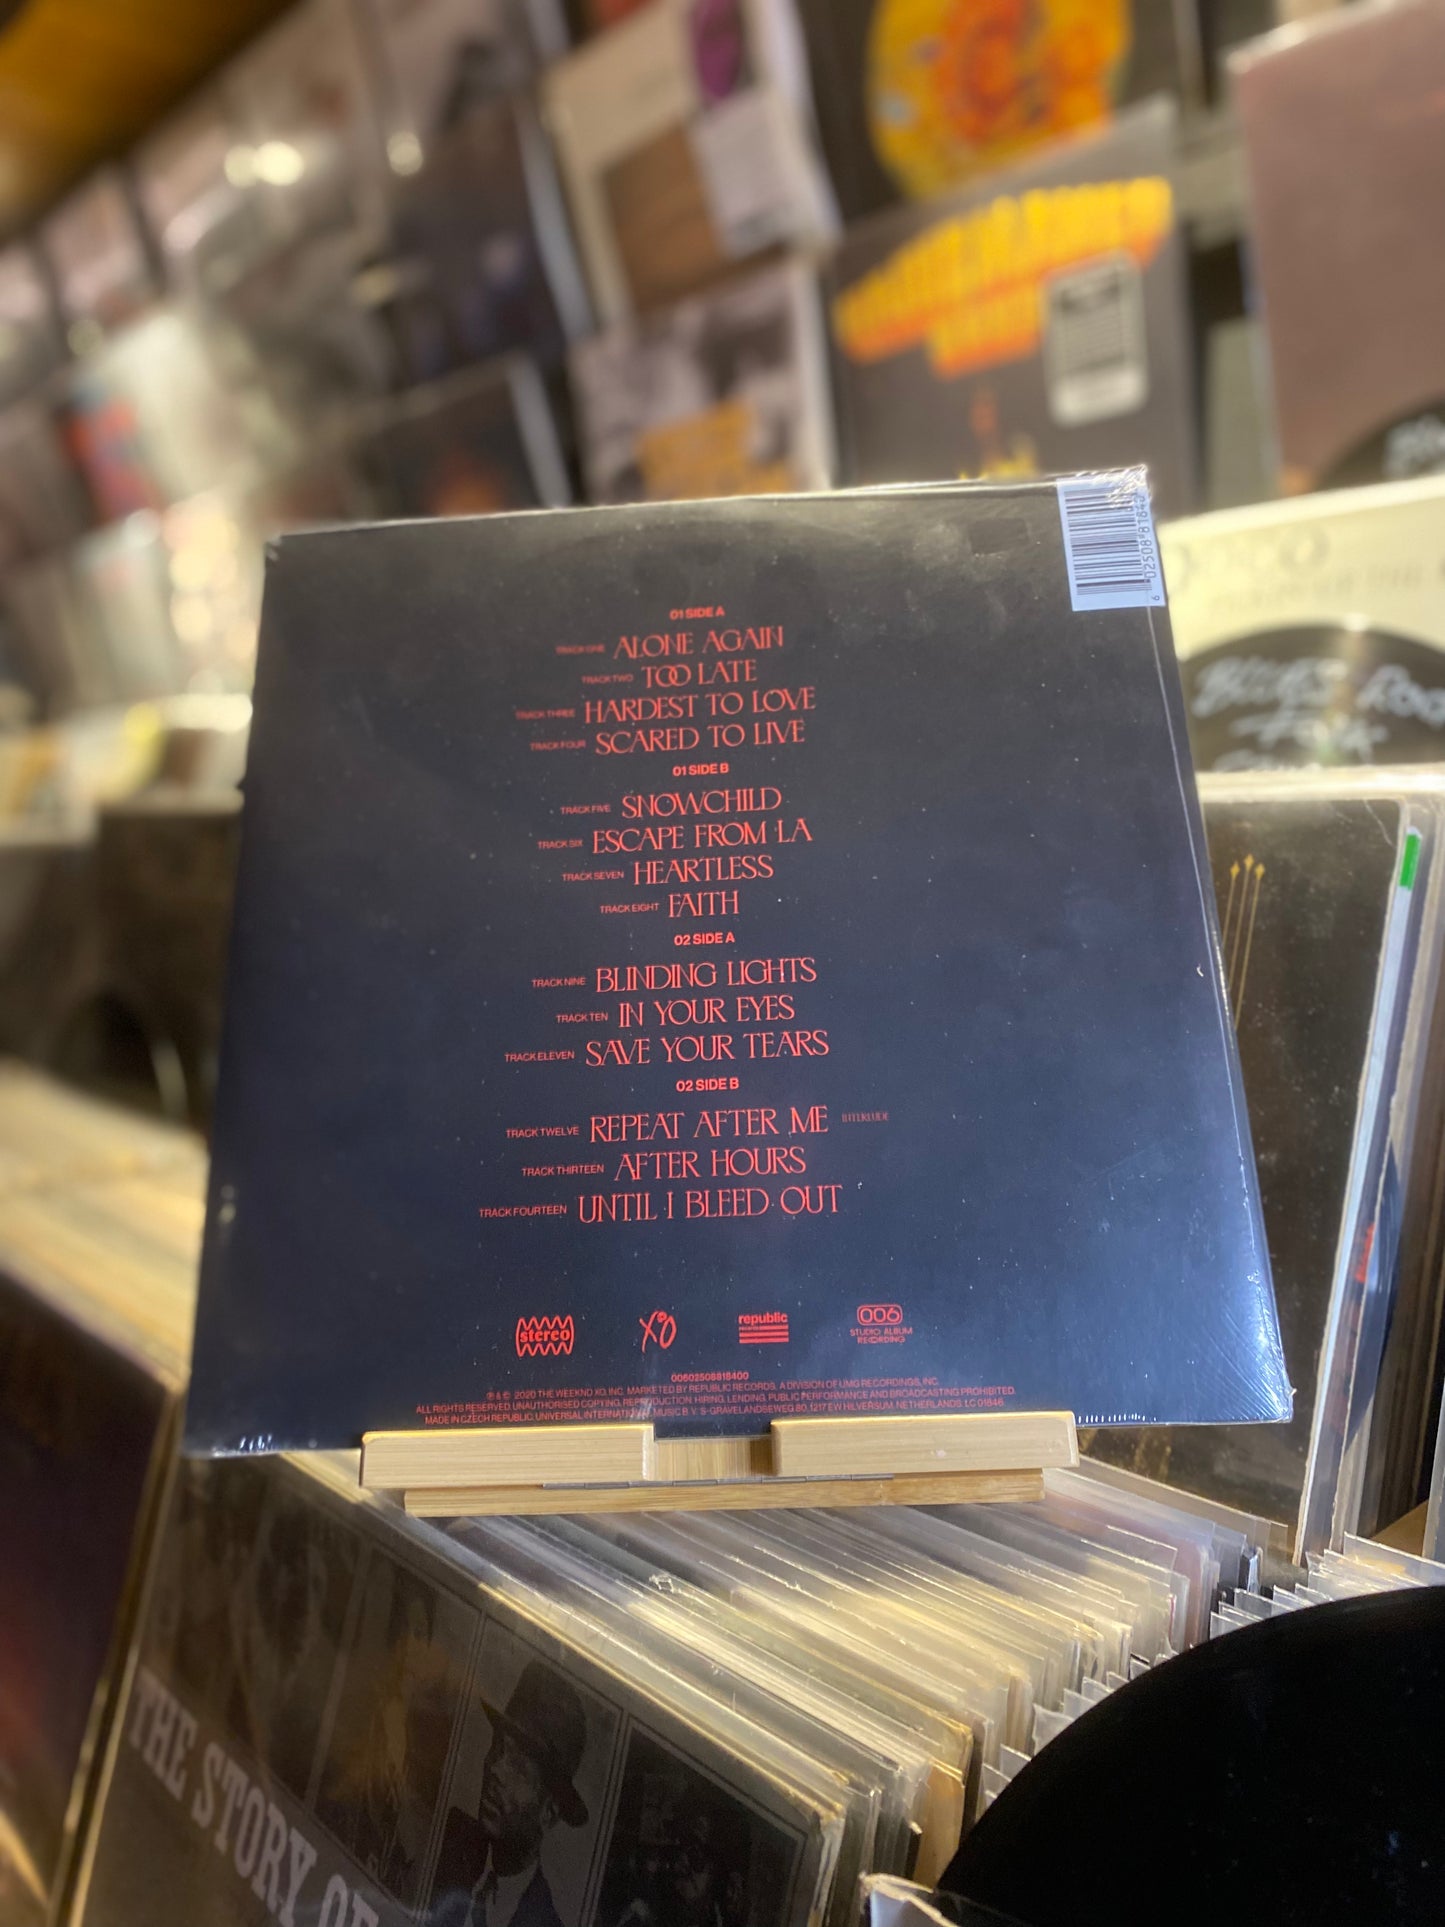 6 02508 81840
01 SIDE A
TRACK ONE ALONE AGAIN
TRACK TWO TOO LATE
TRACK THREE HARDEST TO LOVE
TRACK FOUR SCARED TO LIVE
01 SIDE B
TRACK FIVE SNOWCHILD
TRACK SIX ESCAPE FROM LA
TRACK SEVEN HEARTLESS
TRACK EIGHT FAITH
02 SIDE A
TRACK NINE BLINDING LIGHTS
TRACK TEN IN YOUR EYES
TRACK ELEVEN SAVE YOUR TEARS
02 SIDE B
TRACK TWELVE REPEAT AFTER ME INTERLUDE
TRACK THIRTEEN AFTER HOURS
TRACK FOURTEEN UNTIL I BLEED OUT
stereo
XO
republic
records
006
STUDIO ALBUM
RECORDING
00602508818400
℗ & © 2020 THE WEEKND XO, INC. MARKETED BY REPUBLIC RECORDS, A DIVISION OF UMG RECORDINGS, INC.
ALL RIGHTS RESERVED. UNAUTHORISED COPYING, REPRODUCTION, HIRING, LENDING, PUBLIC PERFORMANCE AND BROADCASTING PROHIBITED.
MADE IN CZECH REPUBLIC. UNIVERSAL INTERNATIONAL MUSIC B.V. 'S-GRAVELANDSEWEG 80, 1217 EW HILVERSUM, NETHERLANDS. LC 01846.
THE STORY OF